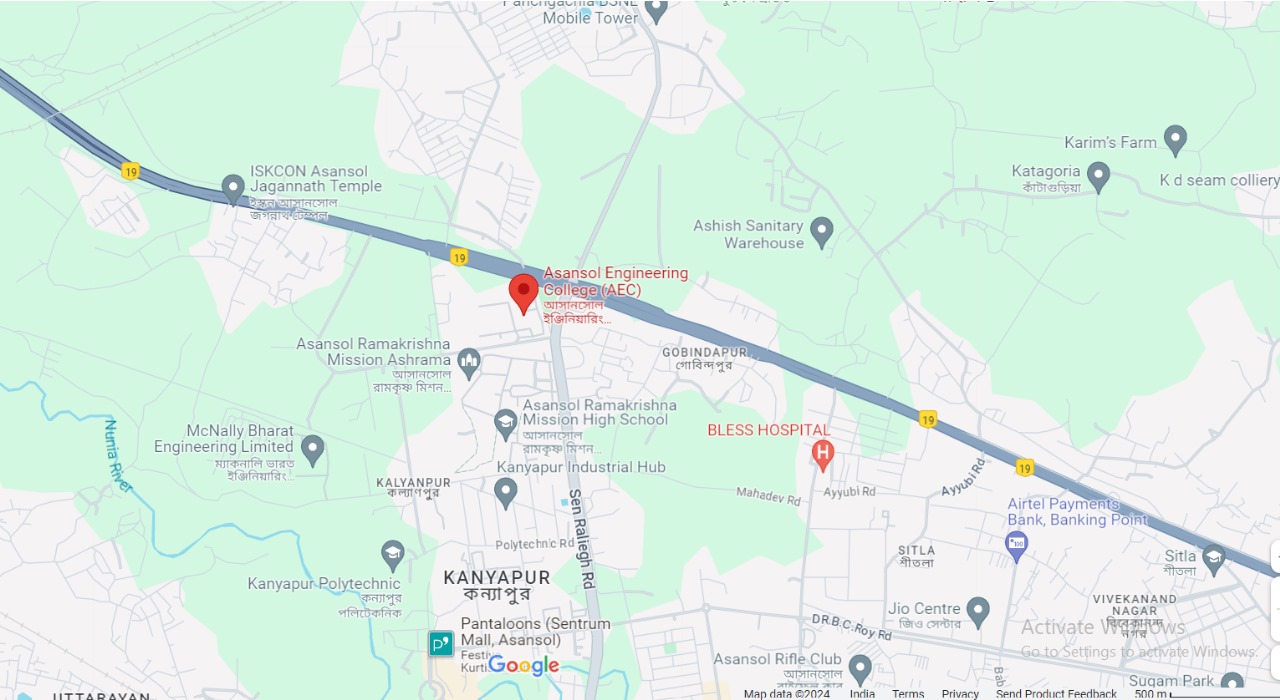 Panchgachia BSNL
Mobile Tower
Karim's Farm
Katagoria
কাঁটাগুড়িয়া
K d seam colliery
19
ISKCON Asansol
Jagannath Temple
ইস্কন আসানসোল
জগন্নাথ টেম্পল
Ashish Sanitary
Warehouse
19
Asansol Engineering
College (AEC)
আসানসোল
ইঞ্জিনিয়ারিং...
Asansol Ramakrishna
Mission Ashrama
আসানসোল
রামকৃষ্ণ মিশন...
GOBINDAPUR
গোবিন্দপুর
Asansol Ramakrishna
Mission High School
আসানসোল
রামকৃষ্ণ মিশন...
BLESS HOSPITAL
H
19
19
McNally Bharat
Engineering Limited
ম্যাকনালি ভারত
ইঞ্জিনিয়ারিং...
Nunia River
Kanyapur Industrial Hub
KALYANPUR
কল্যাণপুর
Mahadev Rd
Ayyubi Rd
Ayyubi Rd
Sen Raliegh Rd
Airtel Payments
Bank, Banking Point
Polytechnic Rd
SITLA
শীতলা
Sitla
শীতলা
KANYAPUR
কন্যাপুর
Kanyapur Polytechnic
কন্যাপুর
পলিটেকনিক
VIVEKANAND
NAGAR
বিবেকানন্দ
নগর
Jio Centre
জিও সেন্টার
DR.B.C.Roy Rd
Pantaloons (Sentrum
Mall, Asansol)
Festi
Kurti
Google
Activate Windows
Go to Settings to activate Windows.
Asansol Rifle Club
আসানসোল
রাইফেল ক্লাব
Bab
Sugam Park
UTTARAYAN
Map data ©2024 India Terms Privacy Send Product Feedback 500 m